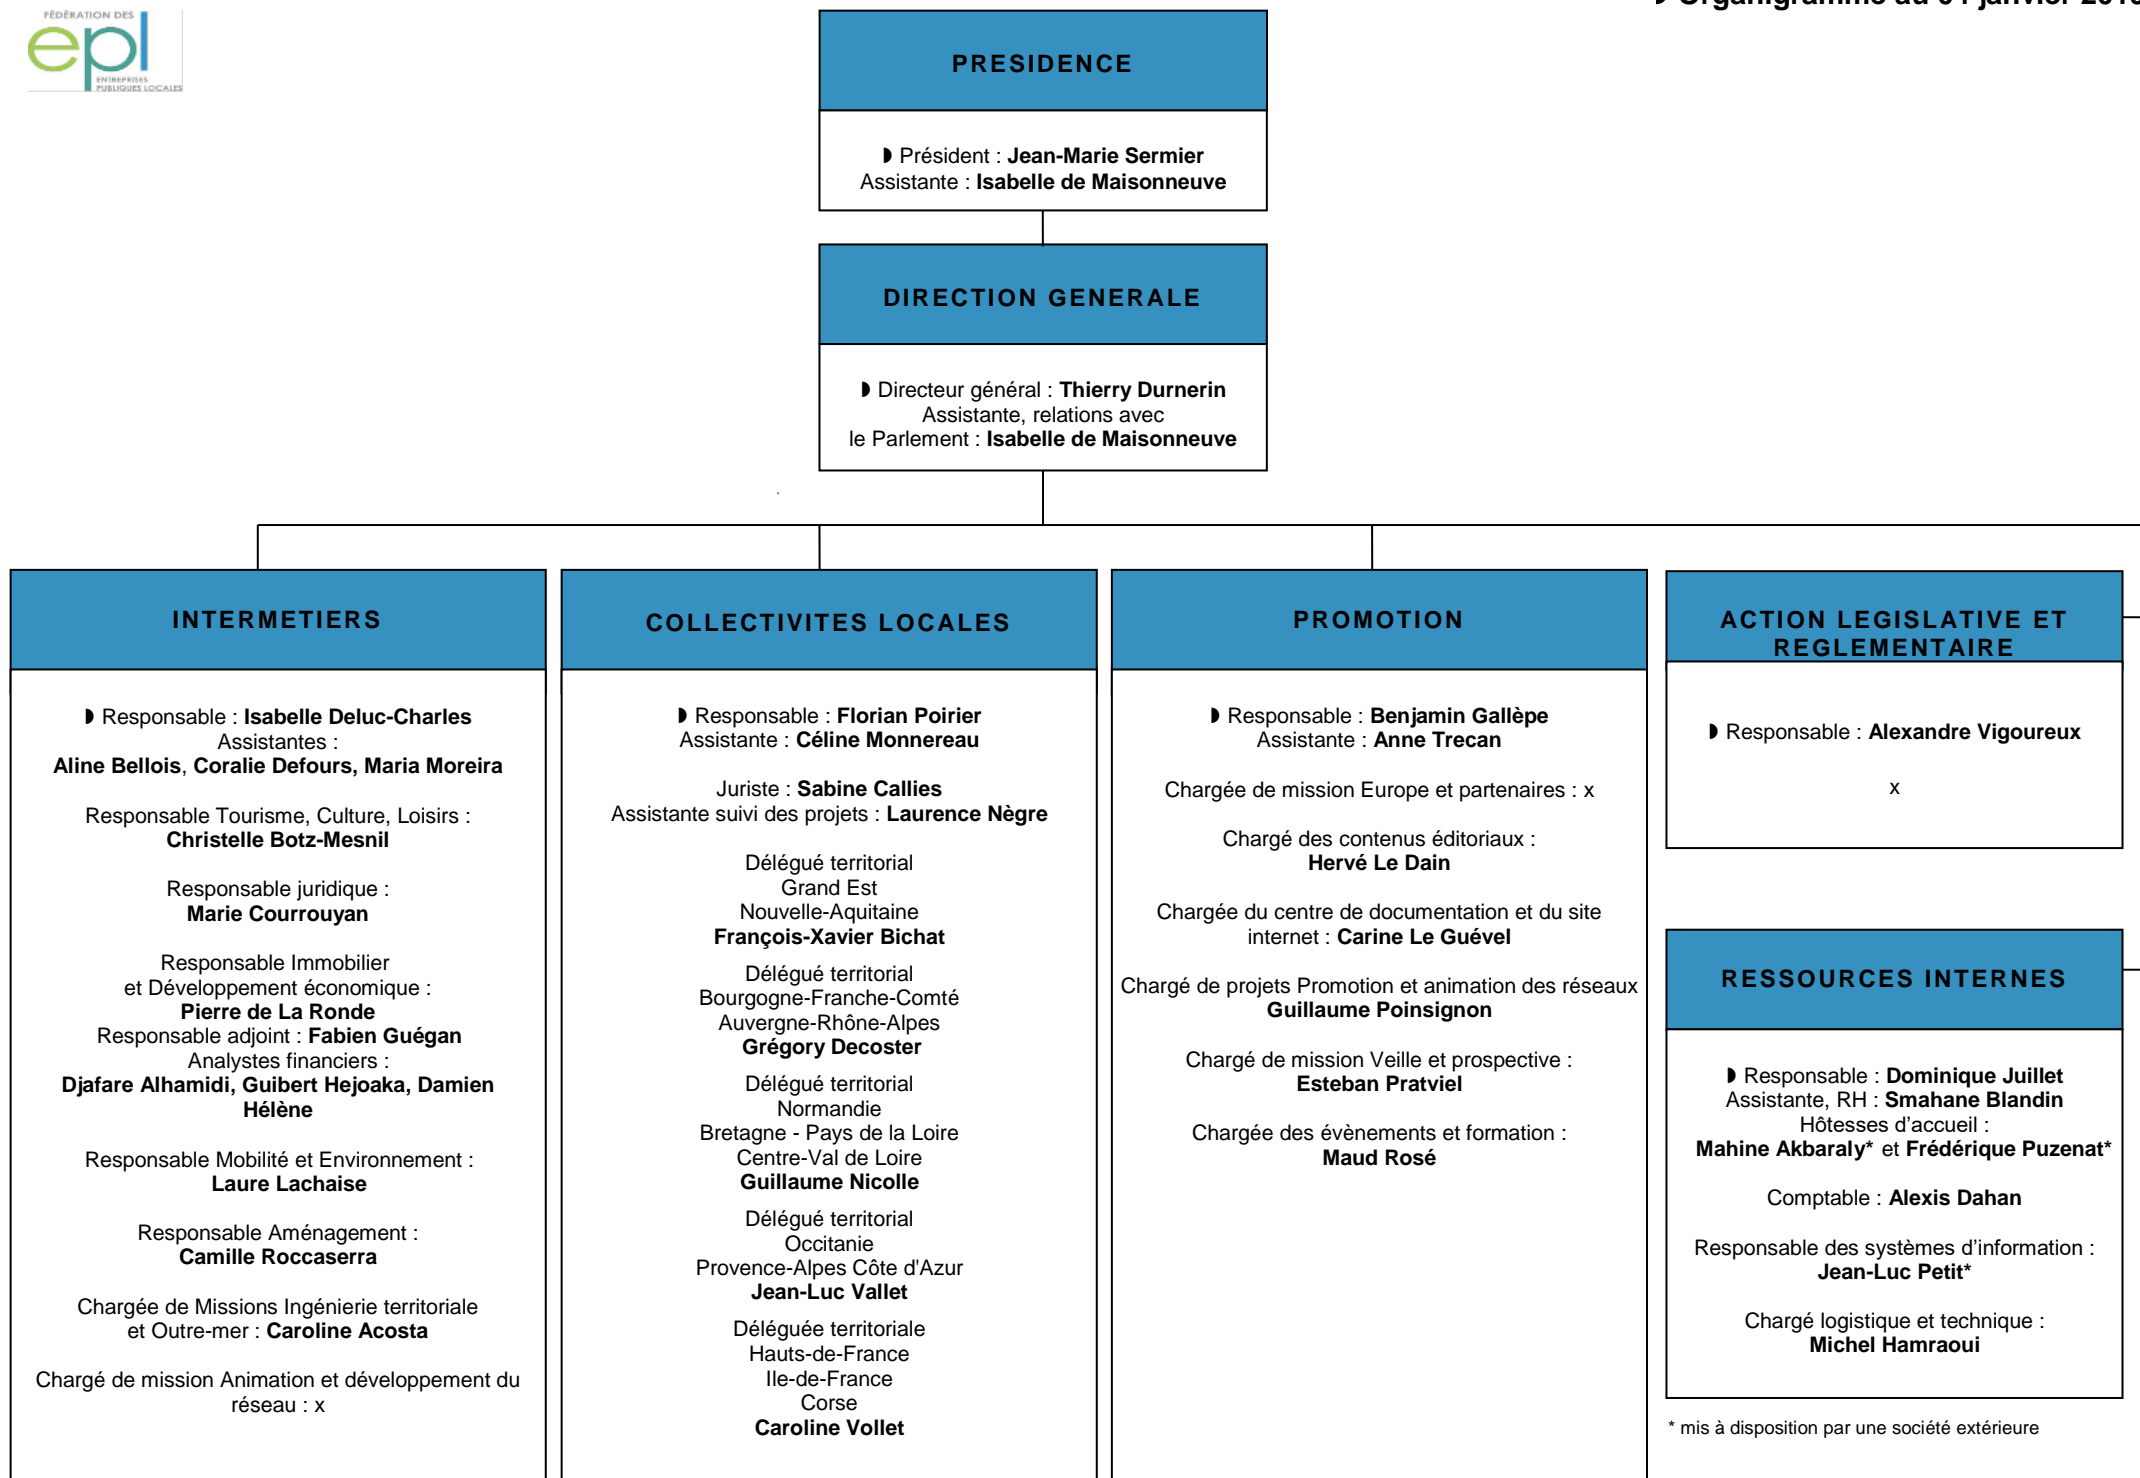 FÉDÉRATION DES
epl
ENTREPRISES
PUBLIQUES LOCALES
PRESIDENCE
◗ Président : Jean-Marie Sermier
Assistante : Isabelle de Maisonneuve
DIRECTION GENERALE
◗ Directeur général : Thierry Durnerin
Assistante, relations avec
le Parlement : Isabelle de Maisonneuve
INTERMETIERS
◗ Responsable : Isabelle Deluc-Charles
Assistantes :
Aline Bellois, Coralie Defours, Maria Moreira
Responsable Tourisme, Culture, Loisirs :
Christelle Botz-Mesnil
Responsable juridique :
Marie Courrouyan
Responsable Immobilier
et Développement économique :
Pierre de La Ronde
Responsable adjoint : Fabien Guégan
Analystes financiers :
Djafare Alhamidi, Guibert Hejoaka, Damien
Hélène
Responsable Mobilité et Environnement :
Laure Lachaise
Responsable Aménagement :
Camille Roccaserra
Chargée de Missions Ingénierie territoriale
et Outre-mer : Caroline Acosta
Chargé de mission Animation et développement du
réseau : x
COLLECTIVITES LOCALES
◗ Responsable : Florian Poirier
Assistante : Céline Monnereau
Juriste : Sabine Callies
Assistante suivi des projets : Laurence Nègre
Délégué territorial
Grand Est
Nouvelle-Aquitaine
François-Xavier Bichat
Délégué territorial
Bourgogne-Franche-Comté
Auvergne-Rhône-Alpes
Grégory Decoster
Délégué territorial
Normandie
Bretagne - Pays de la Loire
Centre-Val de Loire
Guillaume Nicolle
Délégué territorial
Occitanie
Provence-Alpes Côte d'Azur
Jean-Luc Vallet
Déléguée territoriale
Hauts-de-France
Ile-de-France
Corse
Caroline Vollet
PROMOTION
◗ Responsable : Benjamin Gallèpe
Assistante : Anne Trecan
Chargée de mission Europe et partenaires : x
Chargé des contenus éditoriaux :
Hervé Le Dain
Chargée du centre de documentation et du site
internet : Carine Le Guével
Chargé de projets Promotion et animation des réseaux
Guillaume Poinsignon
Chargé de mission Veille et prospective :
Esteban Pratviel
Chargée des évènements et formation :
Maud Rosé
ACTION LEGISLATIVE ET
REGLEMENTAIRE
◗ Responsable : Alexandre Vigoureux
x
RESSOURCES INTERNES
◗ Responsable : Dominique Juillet
Assistante, RH : Smahane Blandin
Hôtesses d’accueil :
Mahine Akbaraly* et Frédérique Puzenat*
Comptable : Alexis Dahan
Responsable des systèmes d’information :
Jean-Luc Petit*
Chargé logistique et technique :
Michel Hamraoui
* mis à disposition par une société extérieure